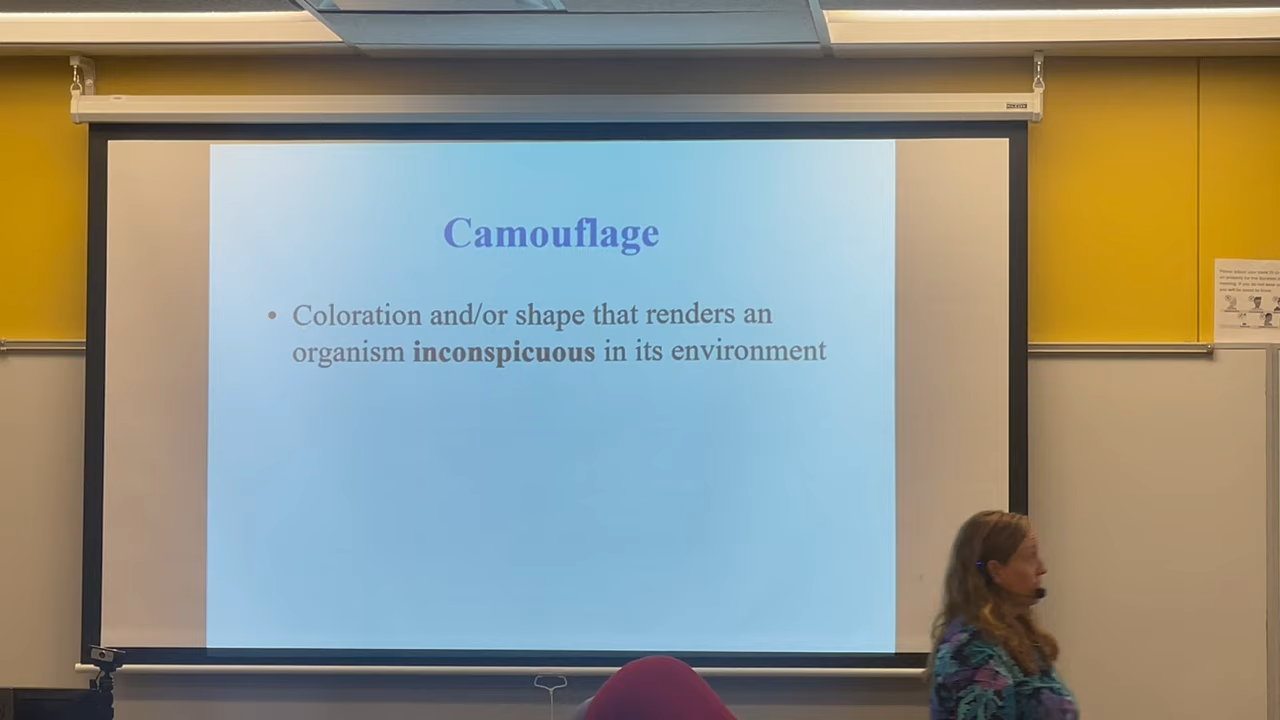 Camouflage
• Coloration and/or shape that renders an
organism inconspicuous in its environment